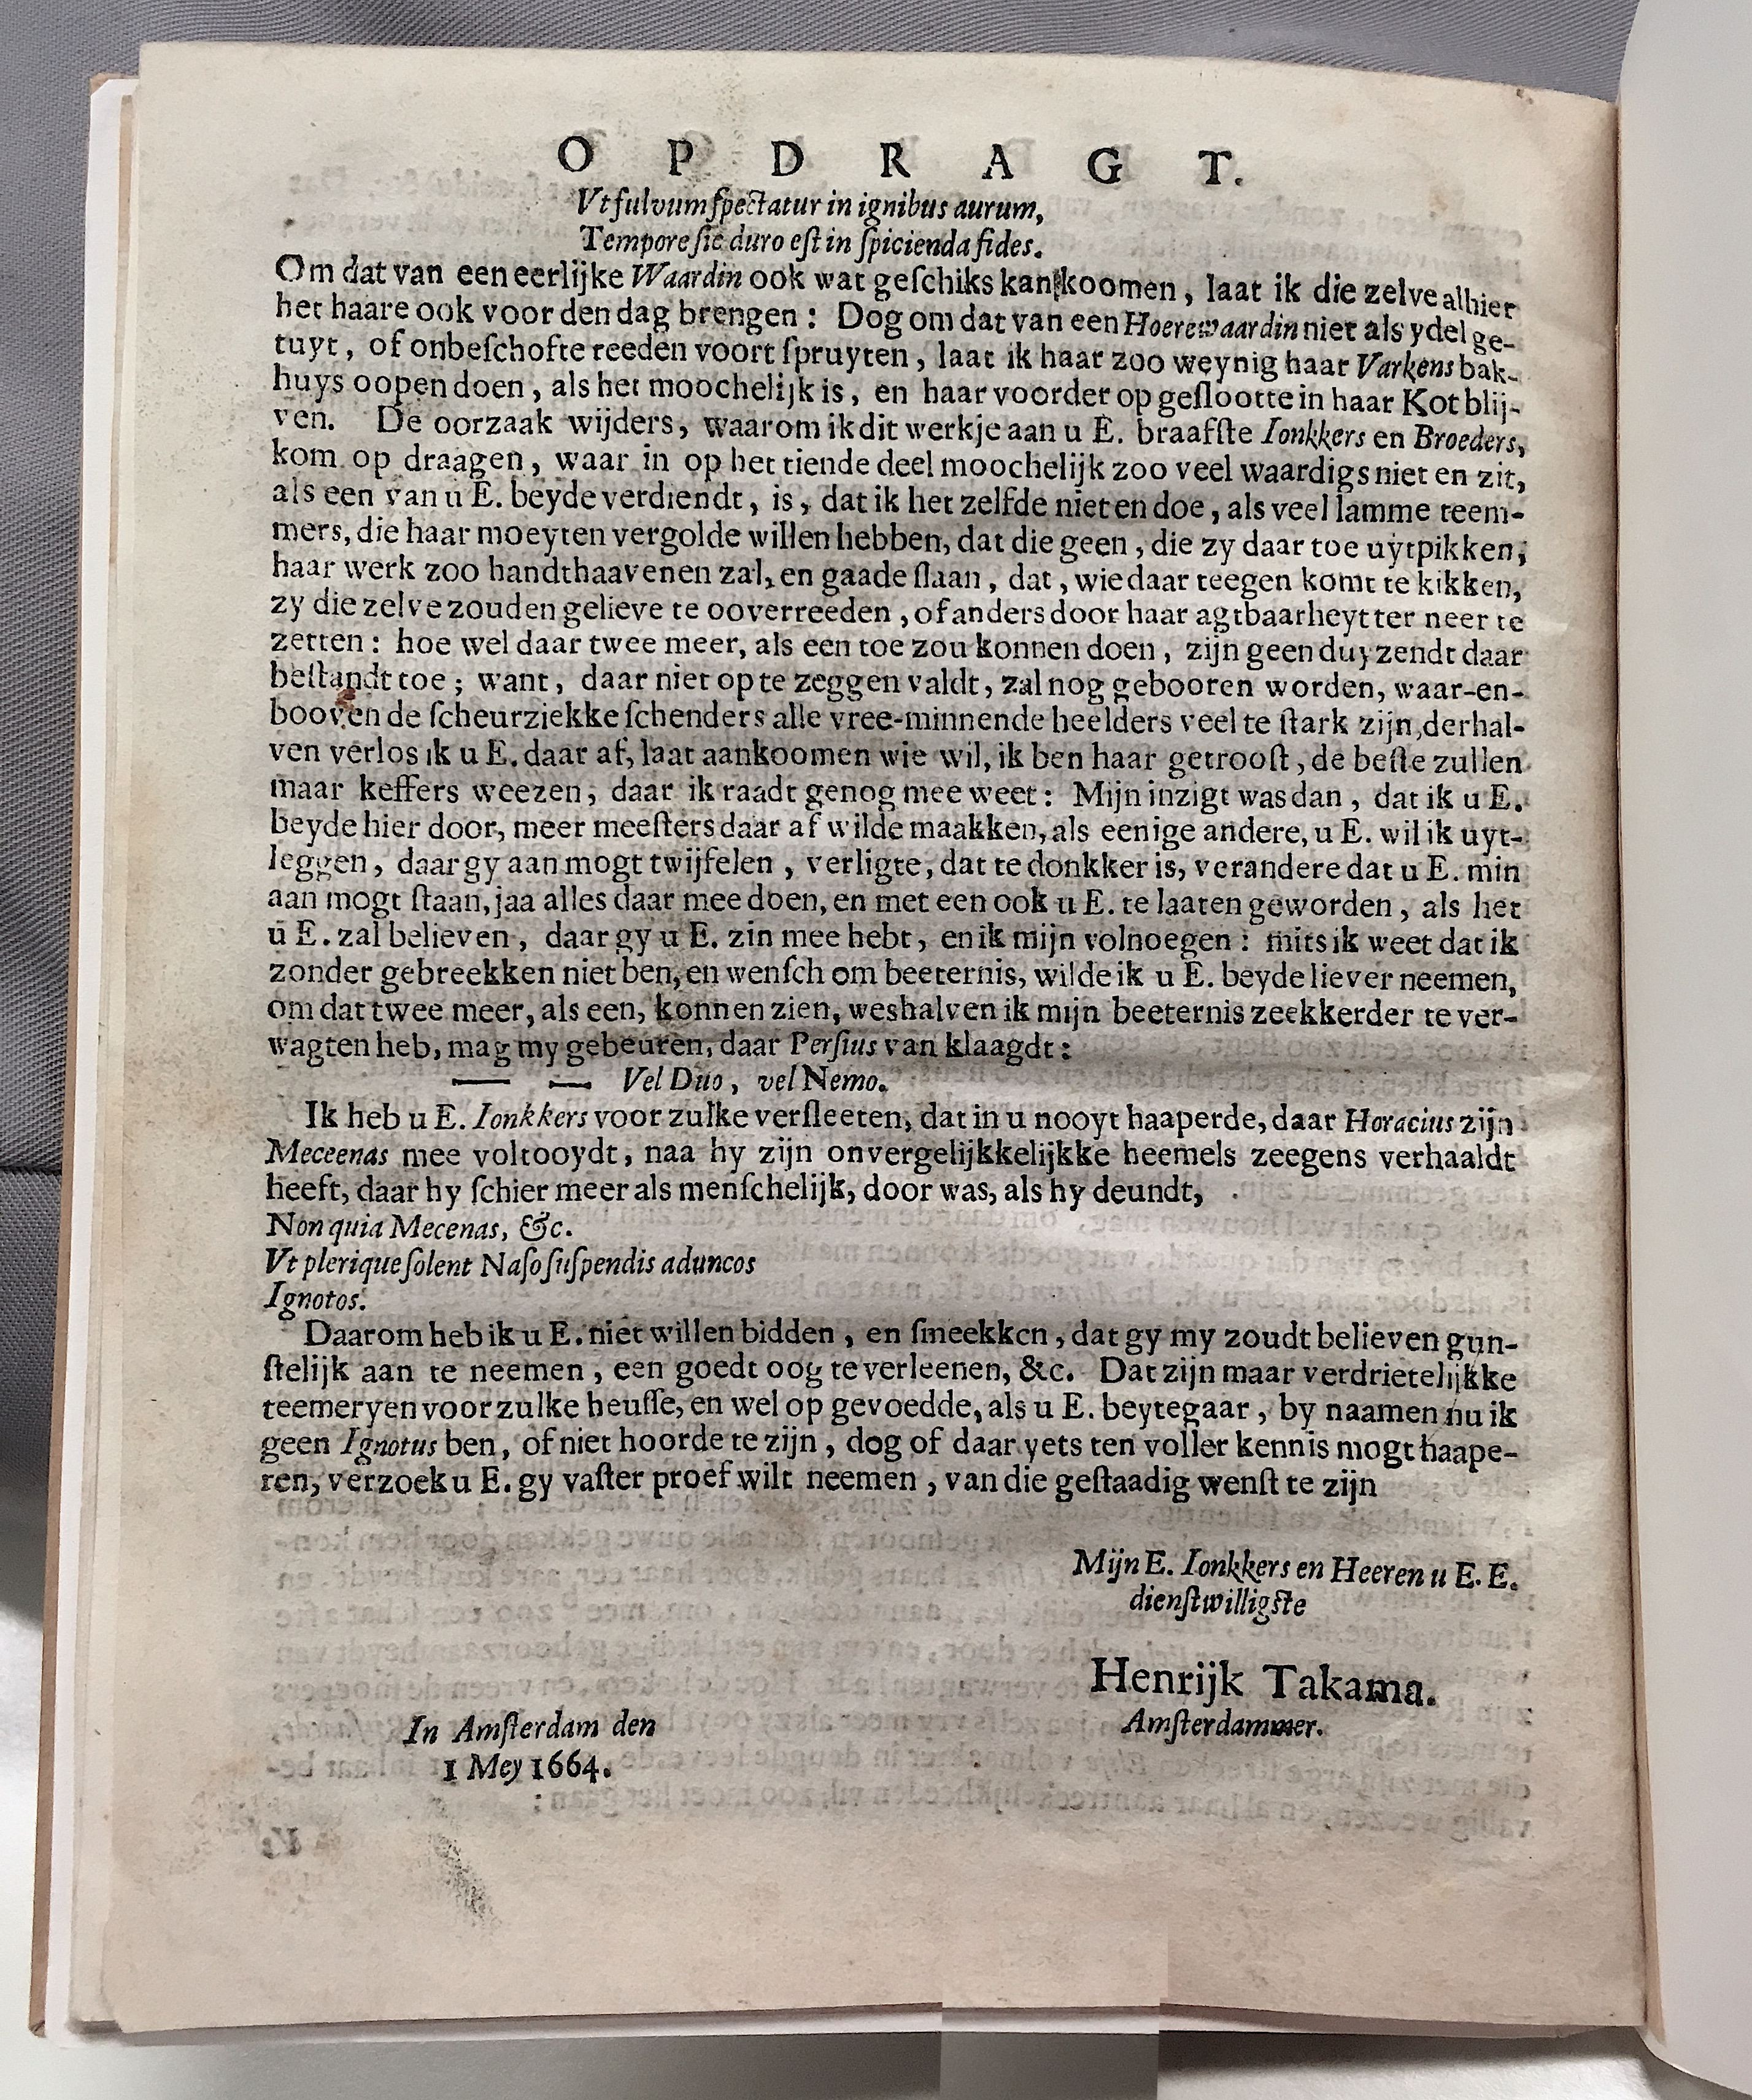 OPDRAGT.
Vt fulvum ſpectatur in ignibus aurum,
Tempore ſic duro eſt in ſpicienda fides.
Om dat van een eerlijke Waardin ook wat geſchiks kan koomen, laat ik die zelve alhier
het haare ook voor den dag brengen: Dog om dat van een Hoerewaardin niet als ydel ge-
tuyt, of onbeſchofte reeden voort ſpruyten, laat ik haar zoo weynig haar Varkens bak-
huys oopen doen, als het moochelijk is, en haar voorder op geſlootte in haar Kot blij-
ven. De oorzaak wijders, waarom ik dit werkje aan u E. braafſte Ionkkers en Broeders,
kom op draagen, waar in op het tiende deel moochelijk zoo veel waardigs niet en zit,
als een van u E. beyde verdiendt, is, dat ik het zelfde niet en doe, als veel lamme teem-
mers, die haar moeyten vergolde willen hebben, dat die geen, die zy daar toe uytpikken,
haar werk zoo handthaavenen zal, en gaade ſlaan, dat, wie daar teegen komt te kikken,
zy die zelve zouden gelieve te ooverreeden, of anders door haar agtbaarheyt ter neer te
zetten: hoe wel daar twee meer, als een toe zou konnen doen, zijn geen duyzendt daar
beſtandt toe; want, daar niet op te zeggen valdt, zal nog gebooren worden, waar-en-
booven de ſcheurziekke ſchenders alle vree-minnende heelders veel te ſtark zijn, derhal-
ven verlos ik u E. daar af, laat aankoomen wie wil, ik ben haar getrooſt, de beſte zullen
maar keffers weezen, daar ik raadt genog mee weet: Mijn inzigt was dan, dat ik u E.
beyde hier door, meer meeſters daar af wilde maakken, als eenige andere, u E. wil ik uyt-
leggen, daar gy aan mogt twijfelen, verligte, dat te donkker is, verandere dat u E. min
aan mogt ſtaan, jaa alles daar mee doen, en met een ook u E. te laaten geworden, als het
u E. zal believen, daar gy u E. zin mee hebt, en ik mijn volnoegen: mits ik weet dat ik
zonder gebreekken niet ben, en wenſch om beeternis, wilde ik u E. beyde liever neemen,
om dat twee meer, als een, konnen zien, weshalven ik mijn beeternis zeekkerder te ver-
wagten heb, mag my gebeuren, daar Perſius van klaagdt:
— — Vel Duo, vel Nemo.
Ik heb u E. Ionkkers voor zulke verſleeten, dat in u nooyt haaperde, daar Horacius zijn
Meceenas mee voltooydt, naa hy zijn onvergelijkkelijkke heemels zeegens verhaaldt
heeft, daar hy ſchier meer als menſchelijk, door was, als hy deundt,
Non quia Mecenas, &c.
Vt plerique ſolent Naſo ſuſpendis aduncos
Ignotos.
Daarom heb ik u E. niet willen bidden, en ſmeekken, dat gy my zoudt believen gun-
ſtelijk aan te neemen, een goedt oog te verleenen, &c. Dat zijn maar verdrietelijkke
teemeryen voor zulke heuſſe, en wel op gevoedde, als u E. beytegaar, by naamen nu ik
geen Ignotus ben, of niet hoorde te zijn, dog of daar yets ten voller kennis mogt haape-
ren, verzoek u E. gy vaſter proef wilt neemen, van die geſtaadig wenſt te zijn
Mijn E. Ionkkers en Heeren u E. E.
dienſtwilligſte
Henrijk Takama.
Amſterdammer.
In Amſterdam den
1 Mey 1664.